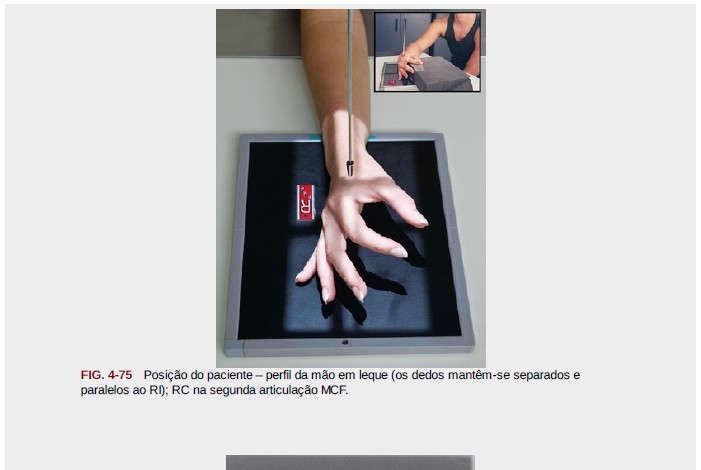 R
FIG. 4-75 Posição do paciente – perfil da mão em leque (os dedos mantêm-se separados e
paralelos ao RI); RC na segunda articulação MCF.